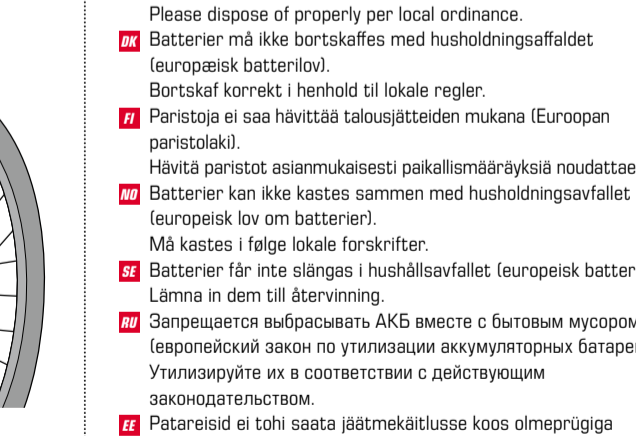 Please dispose of properly per local ordinance.
DK Batterier må ikke bortskaffes med husholdningsaffaldet
(europæisk batterilov).
Bortskaf korrekt i henhold til lokale regler.
FI Paristoja ei saa hävittää talousjätteiden mukana (Euroopan
paristolaki).
Hävitä paristot asianmukaisesti paikallismääräyksiä
NO Batterier kan ikke kastes sammen med husholdningsavfallet
(europeisk lov om batterier).
Må kastes i følge lokale forskrifter.
SE Batterier får inte slängas i hushållsavfallet (europeisk
Lämna in dem till återvinning.
RU Запрещается выбрасывать АКБ вместе с бытовым мусором
(европейский закон по утилизации аккумуляторных
Утилизируйте их в соответствии с действующим
законодательством.
EE Patareisid ei tohi saata jäätmekäitlusse koos olmeprügiga